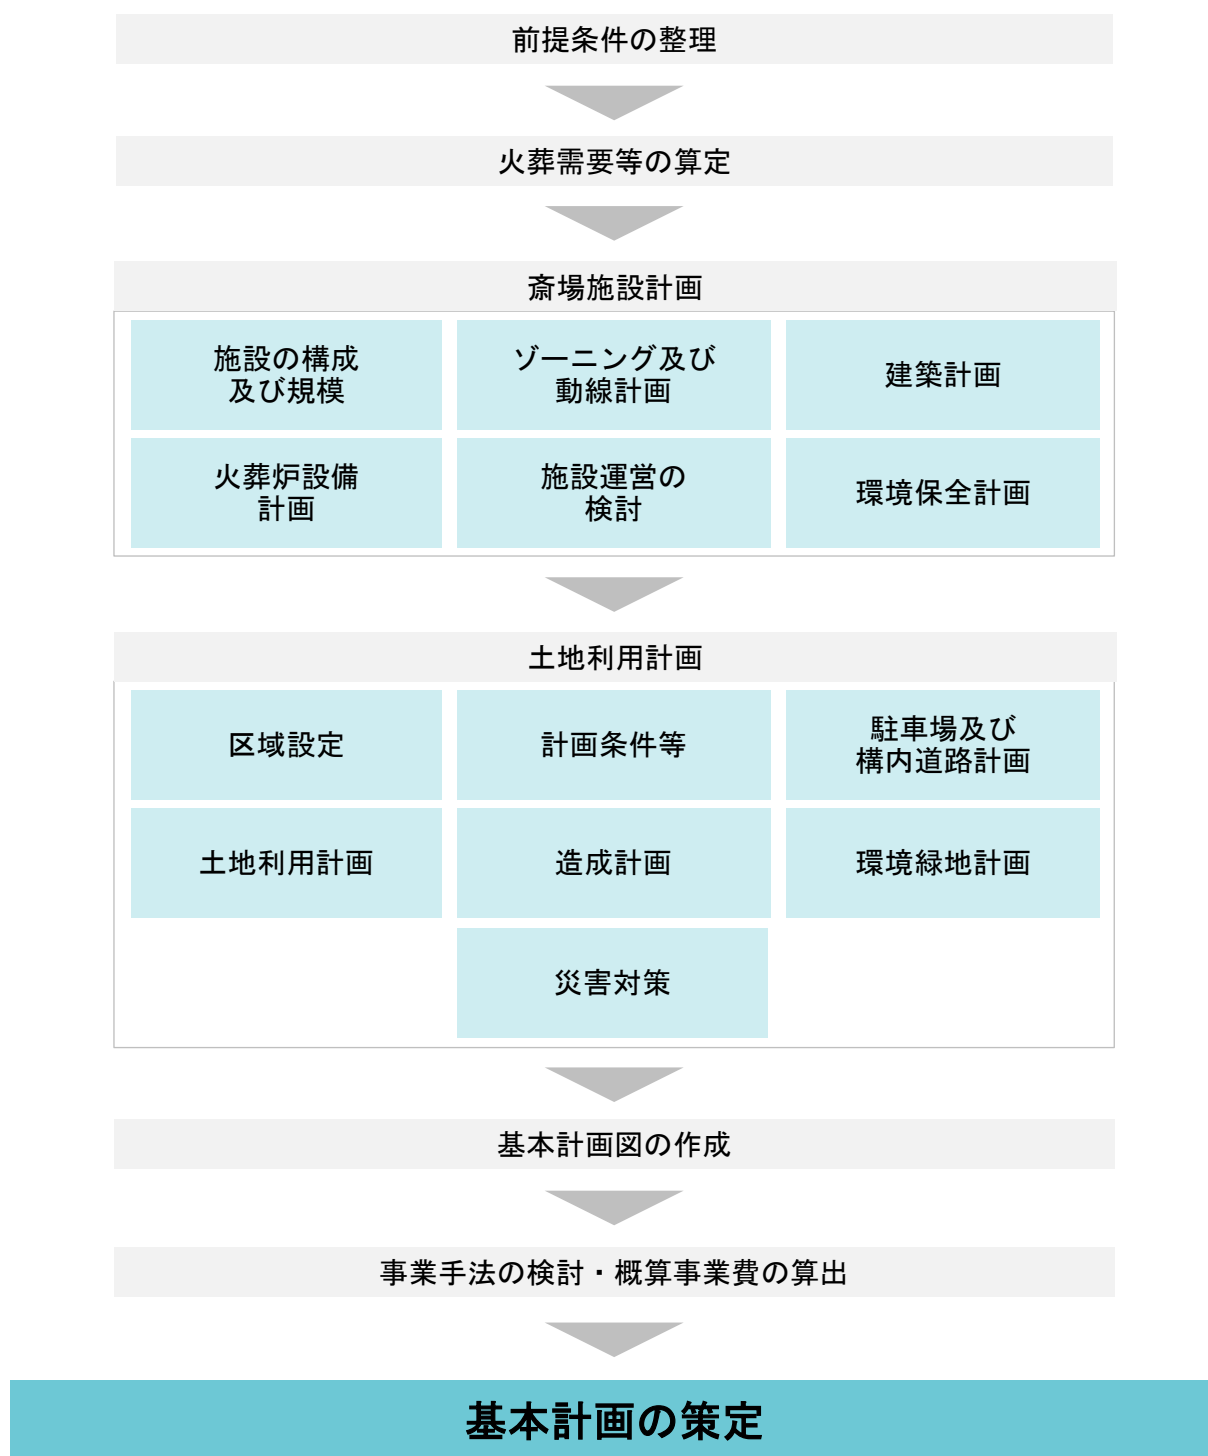 前提条件の整理
火葬需要等の算定
斎場施設計画
施設の構成
及び規模
ゾーニング及び
動線計画
建築計画
火葬炉設備
計画
施設運営の
検討
環境保全計画
土地利用計画
区域設定
計画条件等
駐車場及び
構内道路計画
土地利用計画
造成計画
環境緑地計画
災害対策
基本計画図の作成
事業手法の検討・概算事業費の算出
基本計画の策定